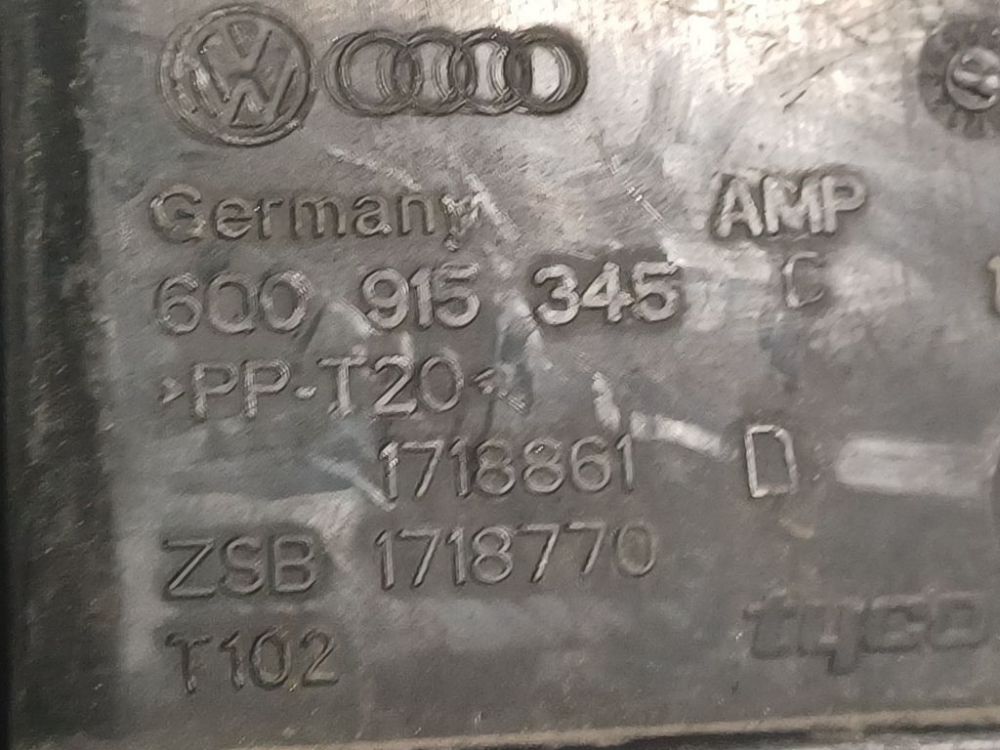 Germany AMP
6Q0 915 345 C
>PP-T20<
1718861 D
ZSB 1718770
tyco
T102